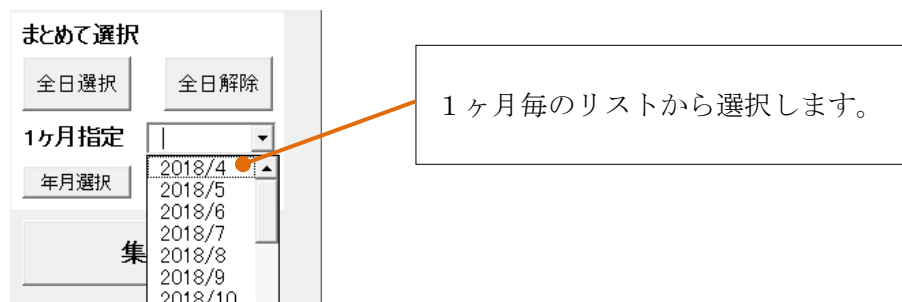 まとめて選択
全日選択 全日解除
1ヶ月指定
年月選択
2018/4
2018/5
2018/6
2018/7
2018/8
2018/9
2018/10
集
１ヶ月毎のリストから選択します。